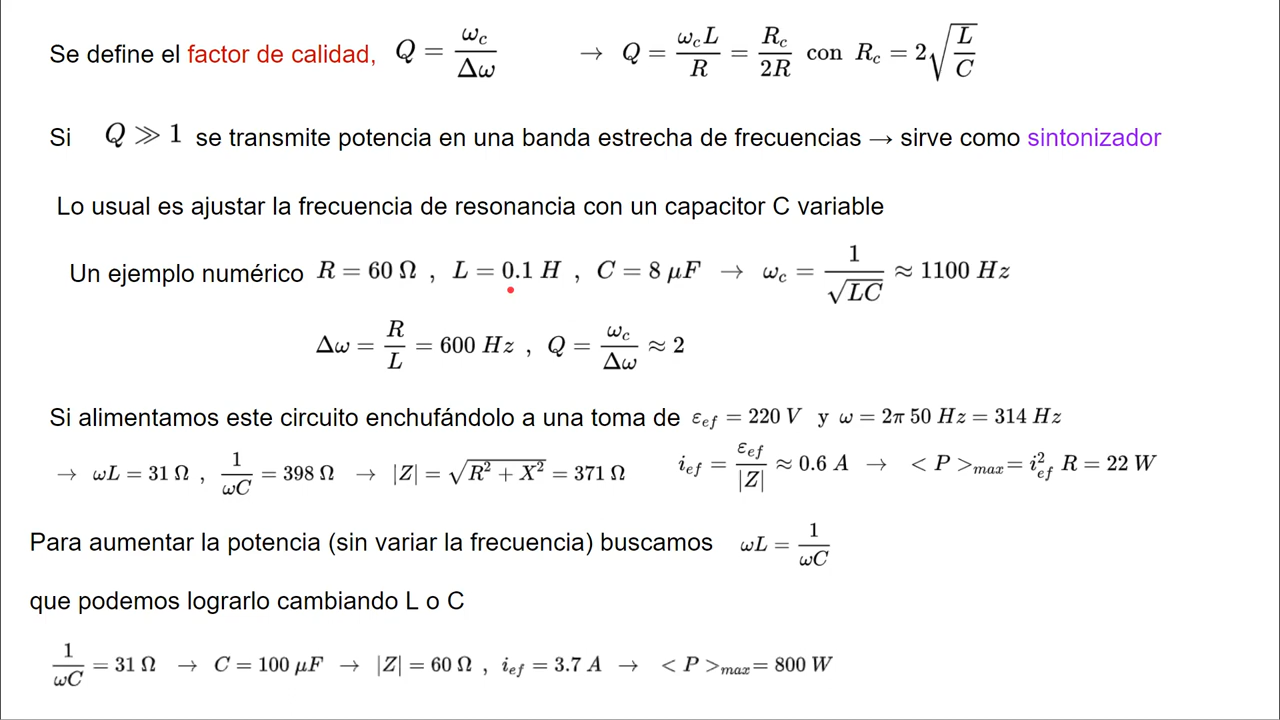 Se define el factor de calidad, Q = ω_c / Δω → Q = ω_c L / R = R_c / 2R con R_c = 2√(L/C)
Si Q ≫ 1 se transmite potencia en una banda estrecha de frecuencias → sirve como sintonizador
Lo usual es ajustar la frecuencia de resonancia con un capacitor C variable
Un ejemplo numérico R = 60 Ω , L = 0.1 H , C = 8 μF → ω_c = 1 / √LC ≈ 1100 Hz
Δω = R / L = 600 Hz , Q = ω_c / Δω ≈ 2
Si alimentamos este circuito enchufándolo a una toma de ε_ef = 220 V y ω = 2π 50 Hz = 314 Hz
→ ωL = 31 Ω , 1 / ωC = 398 Ω → |Z| = √(R² + X²) = 371 Ω i_ef = ε_ef / |Z| ≈ 0.6 A → < P >_max = i²_ef R = 22 W
Para aumentar la potencia (sin variar la frecuencia) buscamos ωL = 1 / ωC
que podemos lograrlo cambiando L o C
1 / ωC = 31 Ω → C = 100 μF → |Z| = 60 Ω , i_ef = 3.7 A → < P >_max = 800 W